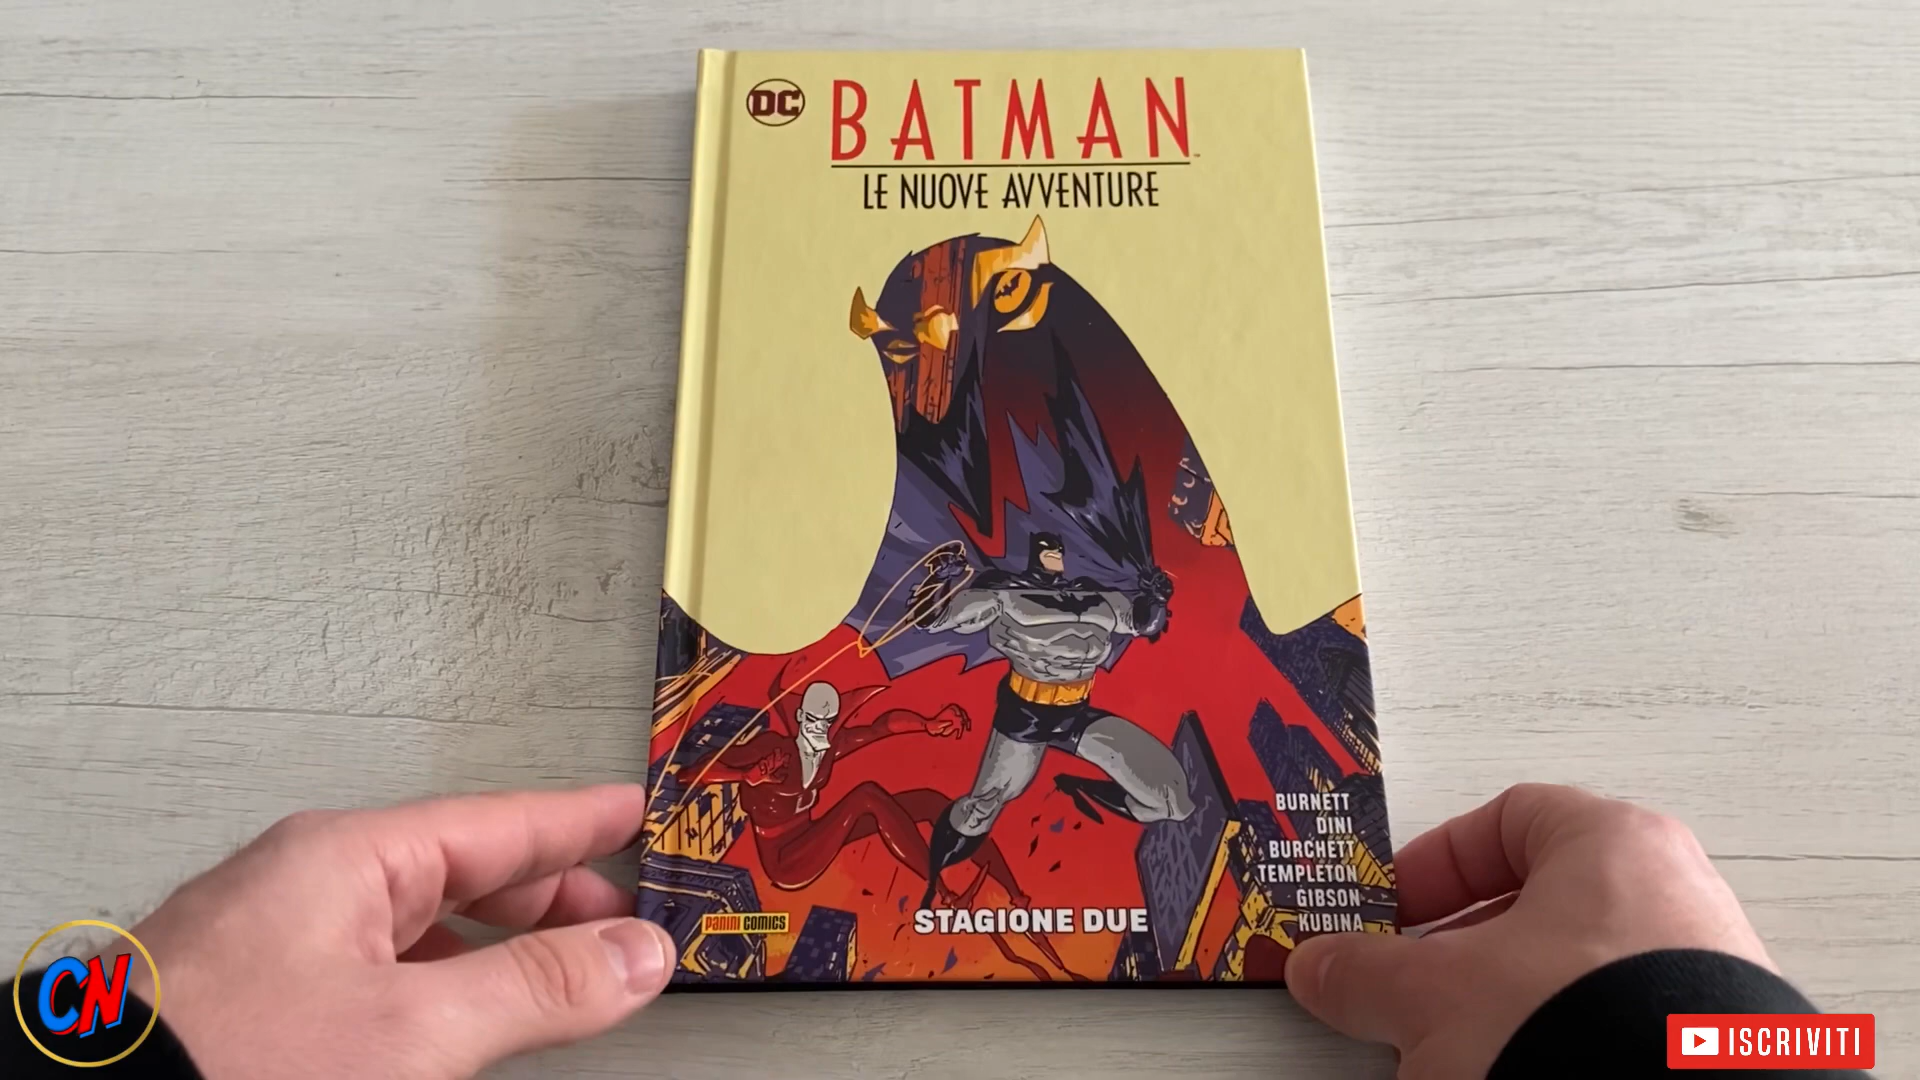 DC
BATMAN
LE NUOVE AVVENTURE
BURNETT
DINI
BURCHETT
TEMPLETON
GIBSON
KUBINA
PANINI COMICS
STAGIONE DUE
CN
ISCRIVITI